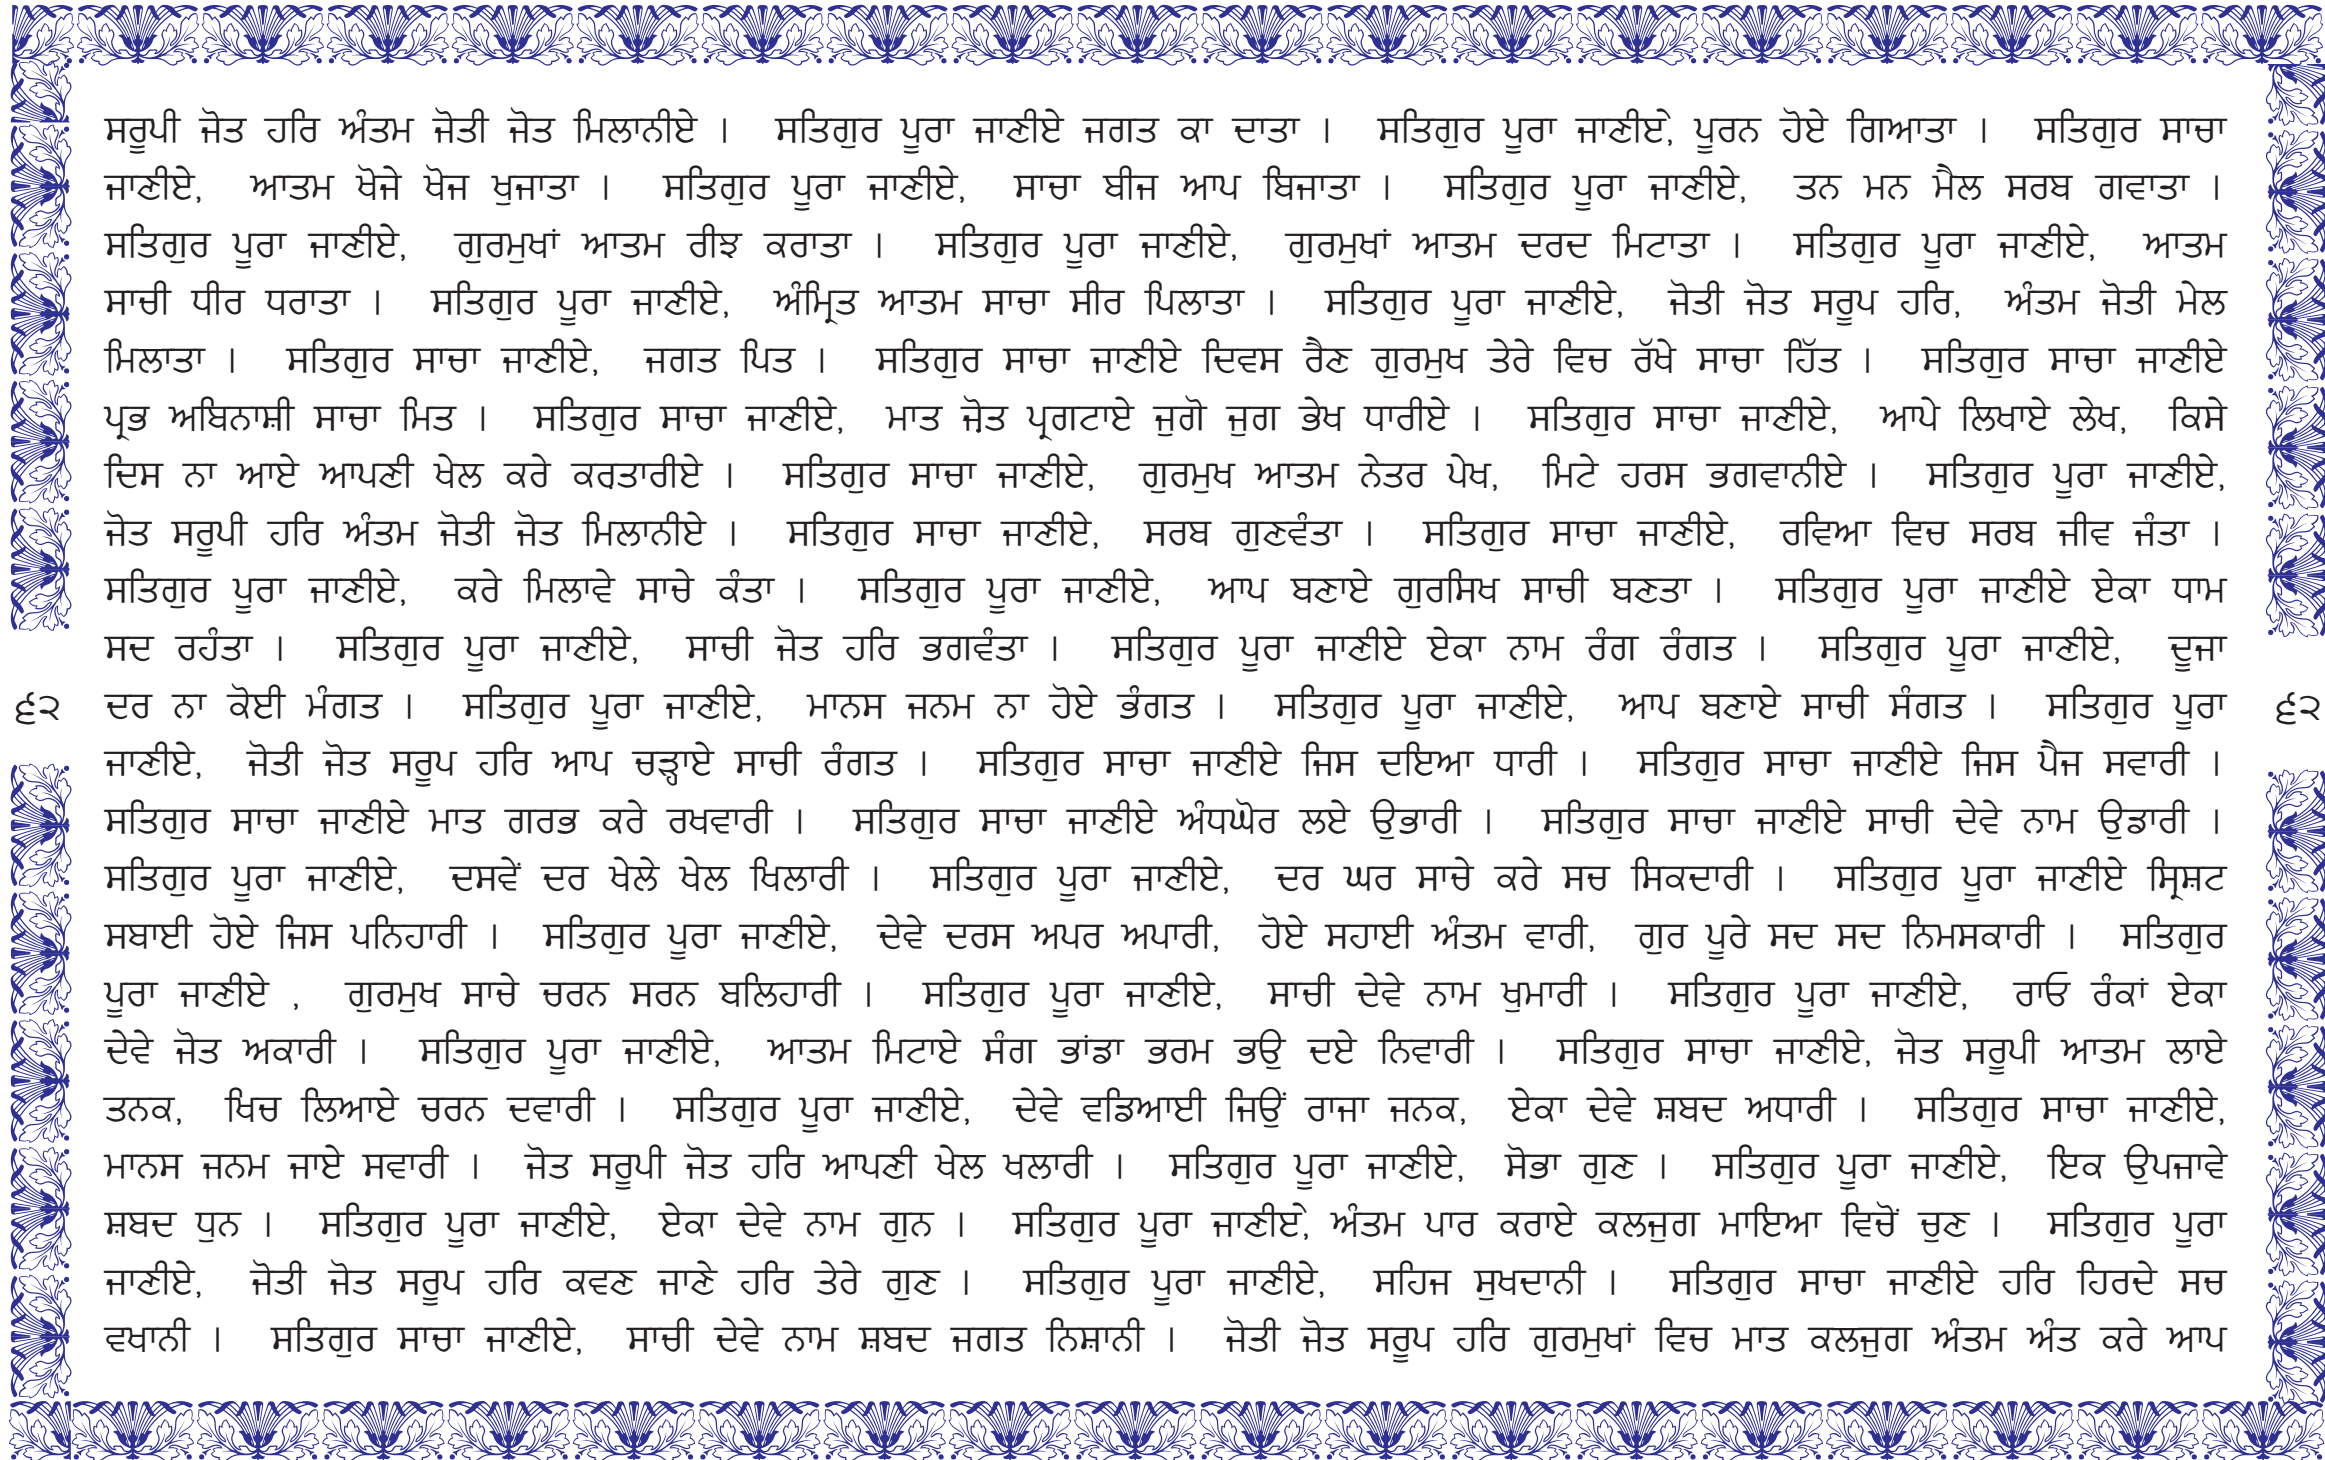 ਸਰੂਪੀ ਜੋਤ ਹਰਿ ਅੰਤਮ ਜੋਤੀ ਜੋਤ ਮਿਲਾਨੀਏ । ਸਤਿਗੁਰ ਪੂਰਾ ਜਾਣੀਏ ਜਗਤ ਕਾ ਦਾਤਾ । ਸਤਿਗੁਰ ਪੂਰਾ ਜਾਣੀਏ, ਪੂਰਨ ਹੋਏ ਗਿਆਤਾ । ਸਤਿਗੁਰ ਸਾਚਾ
ਜਾਣੀਏ, ਆਤਮ ਖੋਜੇ ਖੋਜ ਖੁਜਾਤਾ । ਸਤਿਗੁਰ ਪੂਰਾ ਜਾਣੀਏ, ਸਾਚਾ ਬੀਜ ਆਪ ਬਿਜਾਤਾ । ਸਤਿਗੁਰ ਪੂਰਾ ਜਾਣੀਏ, ਤਨ ਮਨ ਮੈਲ ਸਰਬ ਗਵਾਤਾ ।
ਸਤਿਗੁਰ ਪੂਰਾ ਜਾਣੀਏ, ਗੁਰਮੁਖਾਂ ਆਤਮ ਰੀਝ ਕਰਾਤਾ । ਸਤਿਗੁਰ ਪੂਰਾ ਜਾਣੀਏ, ਗੁਰਮੁਖਾਂ ਆਤਮ ਦਰਦ ਮਿਟਾਤਾ । ਸਤਿਗੁਰ ਪੂਰਾ ਜਾਣੀਏ, ਆਤਮ
ਸਾਚੀ ਧੀਰ ਧਰਾਤਾ । ਸਤਿਗੁਰ ਪੂਰਾ ਜਾਣੀਏ, ਅੰਮ੍ਰਿਤ ਆਤਮ ਸਾਚਾ ਸੀਰ ਪਿਲਾਤਾ । ਸਤਿਗੁਰ ਪੂਰਾ ਜਾਣੀਏ, ਜੋਤੀ ਜੋਤ ਸਰੂਪ ਹਰਿ, ਅੰਤਮ ਜੋਤੀ ਮੇਲ
ਮਿਲਾਤਾ । ਸਤਿਗੁਰ ਸਾਚਾ ਜਾਣੀਏ, ਜਗਤ ਪਿਤ । ਸਤਿਗੁਰ ਸਾਚਾ ਜਾਣੀਏ ਦਿਵਸ ਰੈਣ ਗੁਰਮੁਖ ਤੇਰੇ ਵਿਚ ਰੱਖੇ ਸਾਚਾ ਹਿੱਤ । ਸਤਿਗੁਰ ਸਾਚਾ ਜਾਣੀਏ
ਪ੍ਰਭ ਅਬਿਨਾਸ਼ੀ ਸਾਚਾ ਮਿਤ । ਸਤਿਗੁਰ ਸਾਚਾ ਜਾਣੀਏ, ਮਾਤ ਜੋਤ ਪ੍ਰਗਟਾਏ ਜੁਗੋ ਜੁਗ ਭੇਖ ਧਾਰੀਏ । ਸਤਿਗੁਰ ਸਾਚਾ ਜਾਣੀਏ, ਆਪੇ ਲਿਖਾਏ ਲੇਖ, ਕਿਸੇ
ਦਿਸ ਨਾ ਆਏ ਆਪਣੀ ਖੇਲ ਕਰੇ ਕਰਤਾਰੀਏ । ਸਤਿਗੁਰ ਸਾਚਾ ਜਾਣੀਏ, ਗੁਰਮੁਖ ਆਤਮ ਨੇਤਰ ਪੇਖ, ਮਿਟੇ ਹਰਸ ਭਗਵਾਨੀਏ । ਸਤਿਗੁਰ ਪੂਰਾ ਜਾਣੀਏ,
ਜੋਤ ਸਰੂਪੀ ਹਰਿ ਅੰਤਮ ਜੋਤੀ ਜੋਤ ਮਿਲਾਨੀਏ । ਸਤਿਗੁਰ ਸਾਚਾ ਜਾਣੀਏ, ਸਰਬ ਗੁਣਵੰਤਾ । ਸਤਿਗੁਰ ਸਾਚਾ ਜਾਣੀਏ, ਰਵਿਆ ਵਿਚ ਸਰਬ ਜੀਵ ਜੰਤਾ ।
ਸਤਿਗੁਰ ਪੂਰਾ ਜਾਣੀਏ, ਕਰੇ ਮਿਲਾਵੇ ਸਾਚੇ ਕੰਤਾ । ਸਤਿਗੁਰ ਪੂਰਾ ਜਾਣੀਏ, ਆਪ ਬਣਾਏ ਗੁਰਸਿਖ ਸਾਚੀ ਬਣਤਾ । ਸਤਿਗੁਰ ਪੂਰਾ ਜਾਣੀਏ ਏਕਾ ਧਾਮ
ਸਦ ਰਹੰਤਾ । ਸਤਿਗੁਰ ਪੂਰਾ ਜਾਣੀਏ, ਸਾਚੀ ਜੋਤ ਹਰਿ ਭਗਵੰਤਾ । ਸਤਿਗੁਰ ਪੂਰਾ ਜਾਣੀਏ ਏਕਾ ਨਾਮ ਰੰਗ ਰੰਗਤ । ਸਤਿਗੁਰ ਪੂਰਾ ਜਾਣੀਏ, ਦੂਜਾ
੬੨ ਦਰ ਨਾ ਕੋਈ ਮੰਗਤ । ਸਤਿਗੁਰ ਪੂਰਾ ਜਾਣੀਏ, ਮਾਨਸ ਜਨਮ ਨਾ ਹੋਏ ਭੰਗਤ । ਸਤਿਗੁਰ ਪੂਰਾ ਜਾਣੀਏ, ਆਪ ਬਣਾਏ ਸਾਚੀ ਸੰਗਤ । ਸਤਿਗੁਰ ਪੂਰਾ ੬੨
ਜਾਣੀਏ, ਜੋਤੀ ਜੋਤ ਸਰੂਪ ਹਰਿ ਆਪ ਚੜ੍ਹਾਏ ਸਾਚੀ ਰੰਗਤ । ਸਤਿਗੁਰ ਸਾਚਾ ਜਾਣੀਏ ਜਿਸ ਦਇਆ ਧਾਰੀ । ਸਤਿਗੁਰ ਸਾਚਾ ਜਾਣੀਏ ਜਿਸ ਪੈਜ ਸਵਾਰੀ ।
ਸਤਿਗੁਰ ਸਾਚਾ ਜਾਣੀਏ ਮਾਤ ਗਰਭ ਕਰੇ ਰਖਵਾਰੀ । ਸਤਿਗੁਰ ਸਾਚਾ ਜਾਣੀਏ ਅੰਧਘੋਰ ਲਏ ਉਭਾਰੀ । ਸਤਿਗੁਰ ਸਾਚਾ ਜਾਣੀਏ ਸਾਚੀ ਦੇਵੇ ਨਾਮ ਉਡਾਰੀ ।
ਸਤਿਗੁਰ ਪੂਰਾ ਜਾਣੀਏ, ਦਸਵੇਂ ਦਰ ਖੇਲੇ ਖੇਲ ਖਿਲਾਰੀ । ਸਤਿਗੁਰ ਪੂਰਾ ਜਾਣੀਏ, ਦਰ ਘਰ ਸਾਚੇ ਕਰੇ ਸਚ ਸਿਕਦਾਰੀ । ਸਤਿਗੁਰ ਪੂਰਾ ਜਾਣੀਏ ਸ੍ਰਿਸ਼ਟ
ਸਬਾਈ ਹੋਏ ਜਿਸ ਪਨਿਹਾਰੀ । ਸਤਿਗੁਰ ਪੂਰਾ ਜਾਣੀਏ, ਦੇਵੇ ਦਰਸ ਅਪਰ ਅਪਾਰੀ, ਹੋਏ ਸਹਾਈ ਅੰਤਮ ਵਾਰੀ, ਗੁਰ ਪੂਰੇ ਸਦ ਸਦ ਨਿਮਸਕਾਰੀ । ਸਤਿਗੁਰ
ਪੂਰਾ ਜਾਣੀਏ , ਗੁਰਮੁਖ ਸਾਚੇ ਚਰਨ ਸਰਨ ਬਲਿਹਾਰੀ । ਸਤਿਗੁਰ ਪੂਰਾ ਜਾਣੀਏ, ਸਾਚੀ ਦੇਵੇ ਨਾਮ ਖੁਮਾਰੀ । ਸਤਿਗੁਰ ਪੂਰਾ ਜਾਣੀਏ, ਰਾਓ ਰੰਕਾਂ ਏਕਾ
ਦੇਵੇ ਜੋਤ ਅਕਾਰੀ । ਸਤਿਗੁਰ ਪੂਰਾ ਜਾਣੀਏ, ਆਤਮ ਮਿਟਾਏ ਸੰਗ ਭਾਂਡਾ ਭਰਮ ਭਉ ਦਏ ਨਿਵਾਰੀ । ਸਤਿਗੁਰ ਸਾਚਾ ਜਾਣੀਏ, ਜੋਤ ਸਰੂਪੀ ਆਤਮ ਲਾਏ
ਤਨਕ, ਖਿਚ ਲਿਆਏ ਚਰਨ ਦਵਾਰੀ । ਸਤਿਗੁਰ ਪੂਰਾ ਜਾਣੀਏ, ਦੇਵੇ ਵਡਿਆਈ ਜਿਉਂ ਰਾਜਾ ਜਨਕ, ਏਕਾ ਦੇਵੇ ਸ਼ਬਦ ਅਧਾਰੀ । ਸਤਿਗੁਰ ਸਾਚਾ ਜਾਣੀਏ,
ਮਾਨਸ ਜਨਮ ਜਾਏ ਸਵਾਰੀ । ਜੋਤ ਸਰੂਪੀ ਜੋਤ ਹਰਿ ਆਪਣੀ ਖੇਲ ਖਲਾਰੀ । ਸਤਿਗੁਰ ਪੂਰਾ ਜਾਣੀਏ, ਸੋਭਾ ਗੁਣ । ਸਤਿਗੁਰ ਪੂਰਾ ਜਾਣੀਏ, ਇਕ ਉਪਜਾਵੇ
ਸ਼ਬਦ ਧੁਨ । ਸਤਿਗੁਰ ਪੂਰਾ ਜਾਣੀਏ, ਏਕਾ ਦੇਵੇ ਨਾਮ ਗੁਨ । ਸਤਿਗੁਰ ਪੂਰਾ ਜਾਣੀਏ, ਅੰਤਮ ਪਾਰ ਕਰਾਏ ਕਲਜੁਗ ਮਾਇਆ ਵਿਚੋਂ ਚੁਣ । ਸਤਿਗੁਰ ਪੂਰਾ
ਜਾਣੀਏ, ਜੋਤੀ ਜੋਤ ਸਰੂਪ ਹਰਿ ਕਵਣ ਜਾਣੇ ਹਰਿ ਤੇਰੇ ਗੁਣ । ਸਤਿਗੁਰ ਪੂਰਾ ਜਾਣੀਏ, ਸਹਿਜ ਸੁਖਦਾਨੀ । ਸਤਿਗੁਰ ਸਾਚਾ ਜਾਣੀਏ ਹਰਿ ਹਿਰਦੇ ਸਚ
ਵਖਾਨੀ । ਸਤਿਗੁਰ ਸਾਚਾ ਜਾਣੀਏ, ਸਾਚੀ ਦੇਵੇ ਨਾਮ ਸ਼ਬਦ ਜਗਤ ਨਿਸ਼ਾਨੀ । ਜੋਤੀ ਜੋਤ ਸਰੂਪ ਹਰਿ ਗੁਰਮੁਖਾਂ ਵਿਚ ਮਾਤ ਕਲਜੁਗ ਅੰਤਮ ਅੰਤ ਕਰੇ ਆਪ